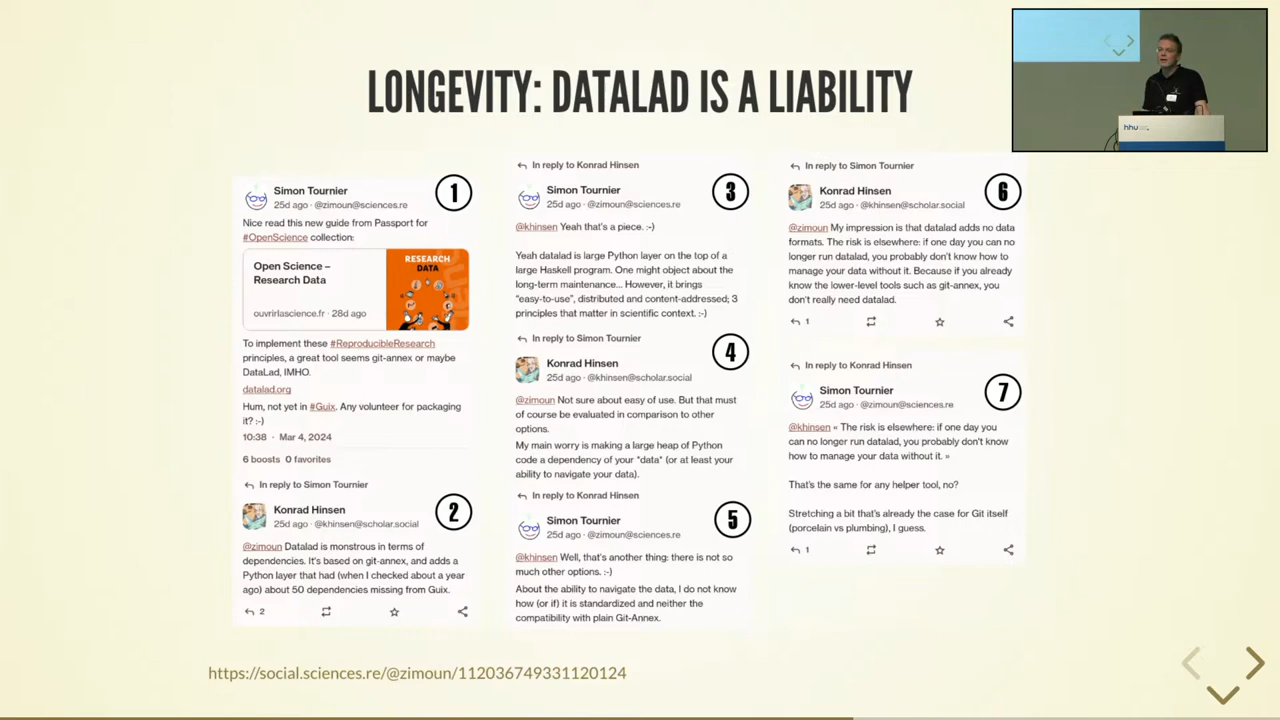 LONGEVITY: DATALAD IS A LIABILITY
hhu
1
Simon Tournier
25d ago · @zimoun@sciences.re
Nice read this new guide from Passport for
#OpenScience collection:
Open Science –
Research Data
ouvrirlascience.fr · 28d ago
RESEARCH
DATA
To implement these #ReproducibleResearch
principles, a great tool seems git-annex or maybe
DataLad, IMHO.
datalad.org
Hum, not yet in #Guix. Any volunteer for packaging
it? :-)
10:38 · Mar 4, 2024
6 boosts 0 favorites
In reply to Simon Tournier
2
Konrad Hinsen
25d ago · @khinsen@scholar.social
@zimoun Datalad is monstrous in terms of
dependencies. It's based on git-annex, and adds a
Python layer that had (when I checked about a year
ago) about 50 dependencies missing from Guix.
2
In reply to Konrad Hinsen
3
Simon Tournier
25d ago · @zimoun@sciences.re
@khinsen Yeah that's a piece. :-)
Yeah datalad is large Python layer on the top of a
large Haskell program. One might object about the
long-term maintenance... However, it brings
"easy-to-use", distributed and content-addressed; 3
principles that matter in scientific context. :-)
In reply to Simon Tournier
4
Konrad Hinsen
25d ago · @khinsen@scholar.social
@zimoun Not sure about easy of use. But that must
of course be evaluated in comparison to other
options.
My main worry is making a large heap of Python
code a dependency of your *data* (or at least your
ability to navigate your data).
In reply to Konrad Hinsen
5
Simon Tournier
25d ago · @zimoun@sciences.re
@khinsen Well, that's another thing: there is not so
much other options. :-)
About the ability to navigate the data, I do not know
how (or if) it is standardized and neither the
compatibility with plain Git-Annex.
In reply to Simon Tournier
6
Konrad Hinsen
25d ago · @khinsen@scholar.social
@zimoun My impression is that datalad adds no data
formats. The risk is elsewhere: if one day you can no
longer run datalad, you probably don't know how to
manage your data without it. Because if you already
know the lower-level tools such as git-annex, you
don't really need datalad.
1
In reply to Konrad Hinsen
7
Simon Tournier
25d ago · @zimoun@sciences.re
@khinsen « The risk is elsewhere: if one day you
can no longer run datalad, you probably don't know
how to manage your data without it. »
That's the same for any helper tool, no?
Stretching a bit that's already the case for Git itself
(porcelain vs plumbing), I guess.
1
https://social.sciences.re/@zimoun/112036749331120124